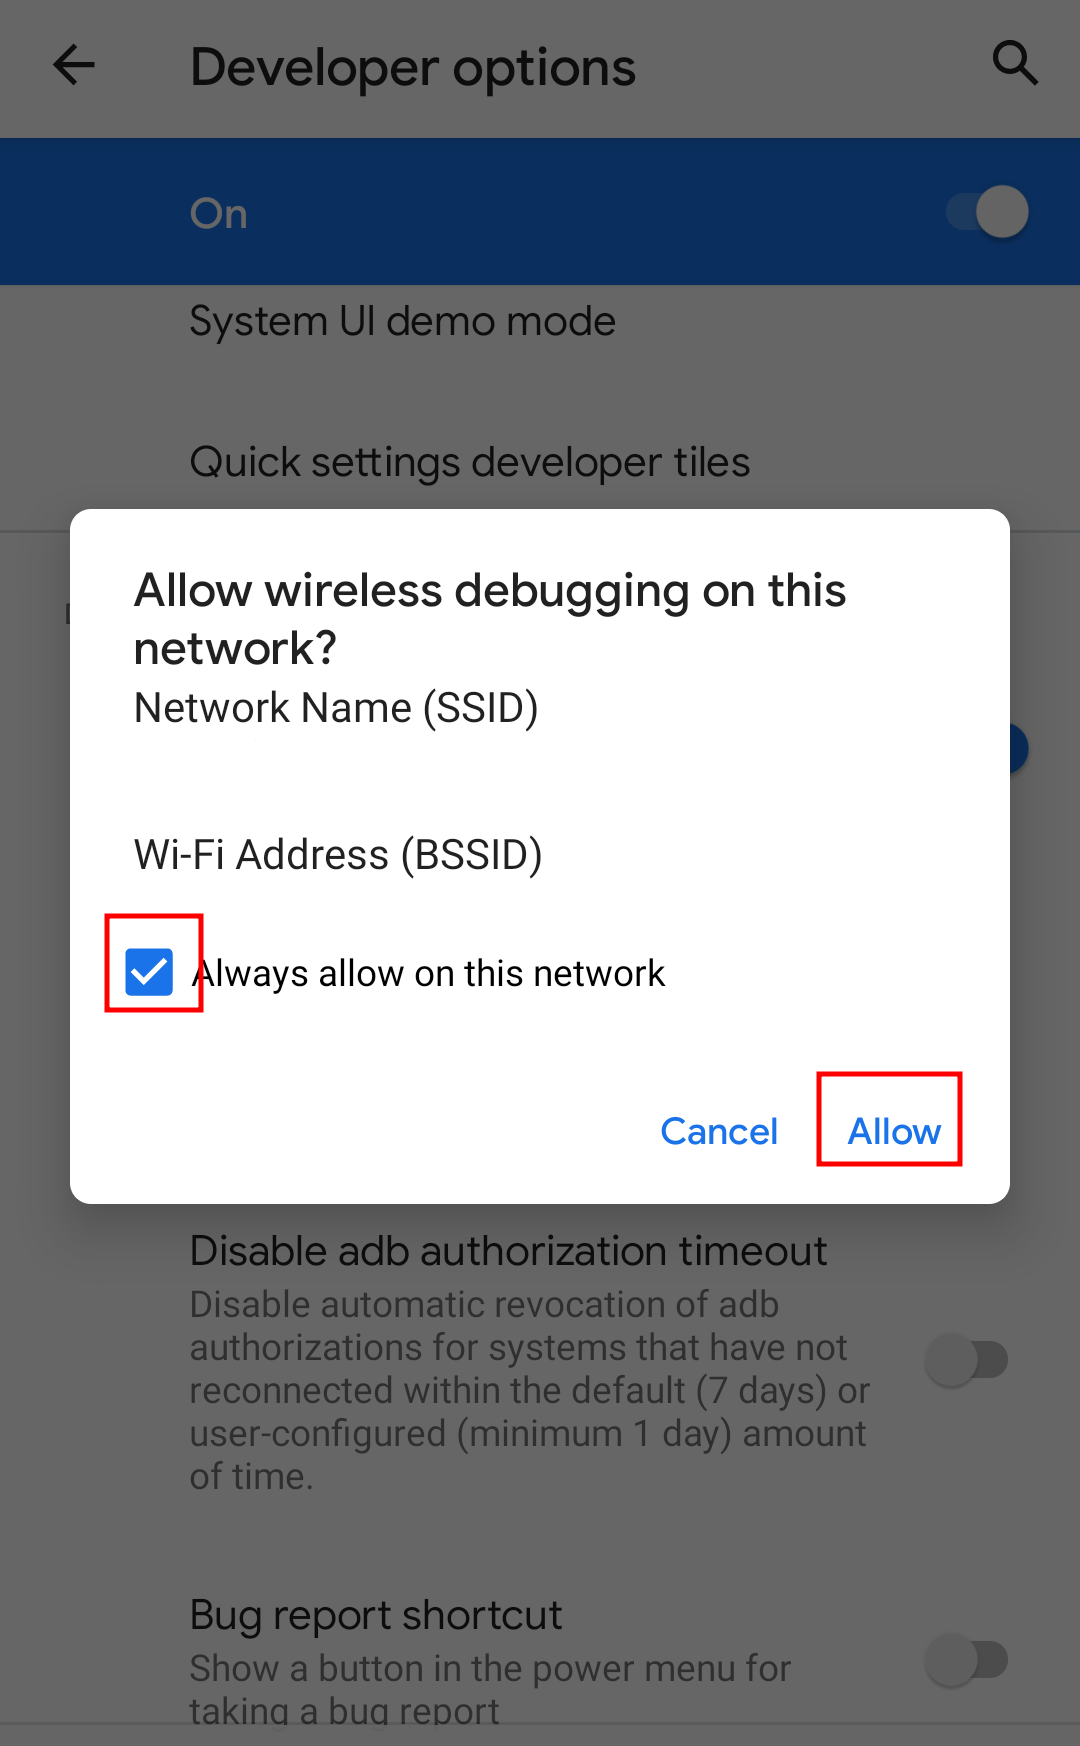 Developer options
On
System UI demo mode
Quick settings developer tiles
Allow wireless debugging on this
network?
Network Name (SSID)
Wi-Fi Address (BSSID)
Always allow on this network
Cancel Allow
Disable adb authorization timeout
Disable automatic revocation of adb
authorizations for systems that have not
reconnected within the default (7 days) or
user-configured (minimum 1 day) amount
of time.
Bug report shortcut
Show a button in the power menu for
taking a bug report